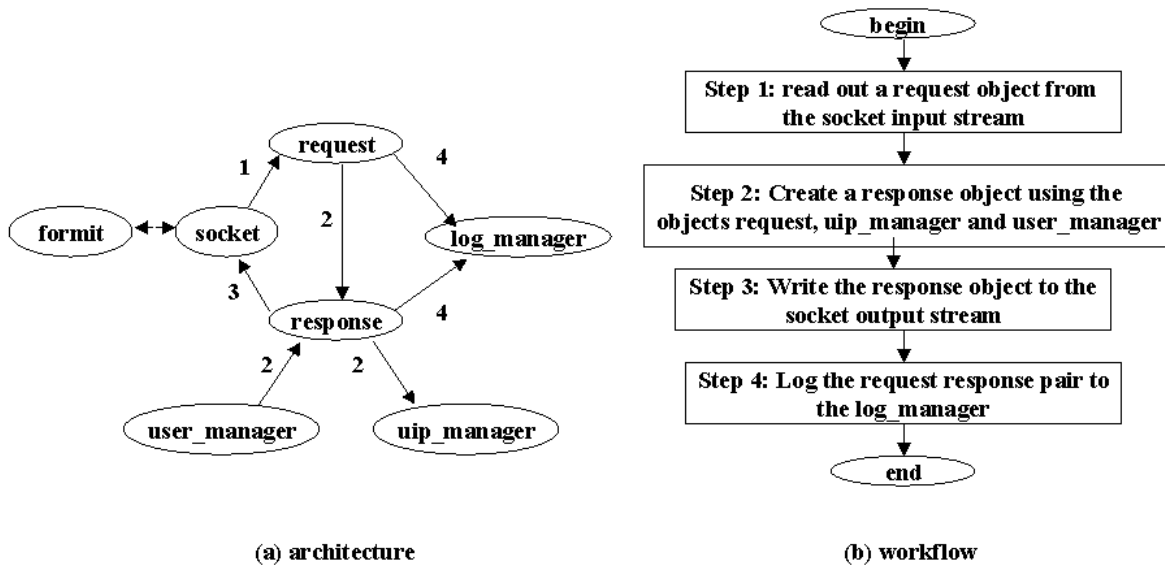 request
1
4
formit
socket
2
log_manager
3
response
4
2
2
user_manager
uip_manager
(a) architecture
begin
Step 1: read out a request object from
the socket input stream
Step 2: Create a response object using the
objects request, uip_manager and user_manager
Step 3: Write the response object to the
socket output stream
Step 4: Log the request response pair to
the log_manager
end
(b) workflow